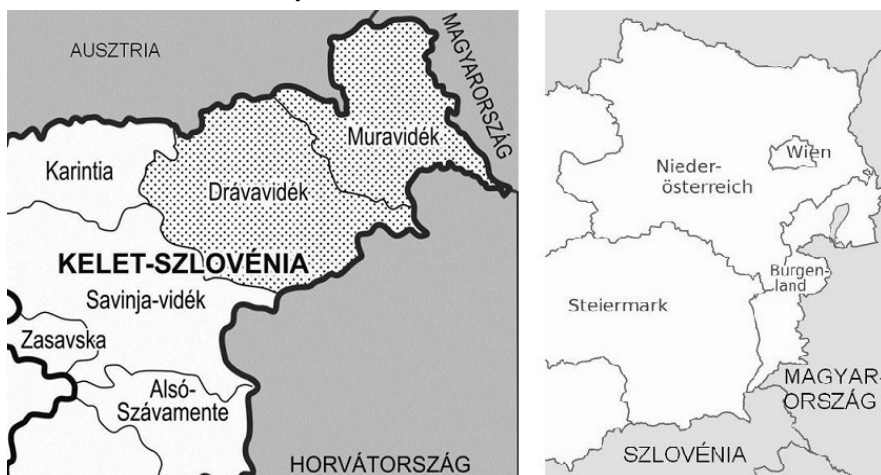 AUSZTRIA
MAGYARORSZÁG
Muravidék
Karintia
Drávavidék
KELET-SZLOVÉNIA
Savinja-vidék
Zasavska
Alsó-
Szávamente
HORVÁTORSZÁG
Wien
Nieder-
österreich
Burgen-
land
Steiermark
MAGYAR-
ORSZÁG
SZLOVÉNIA